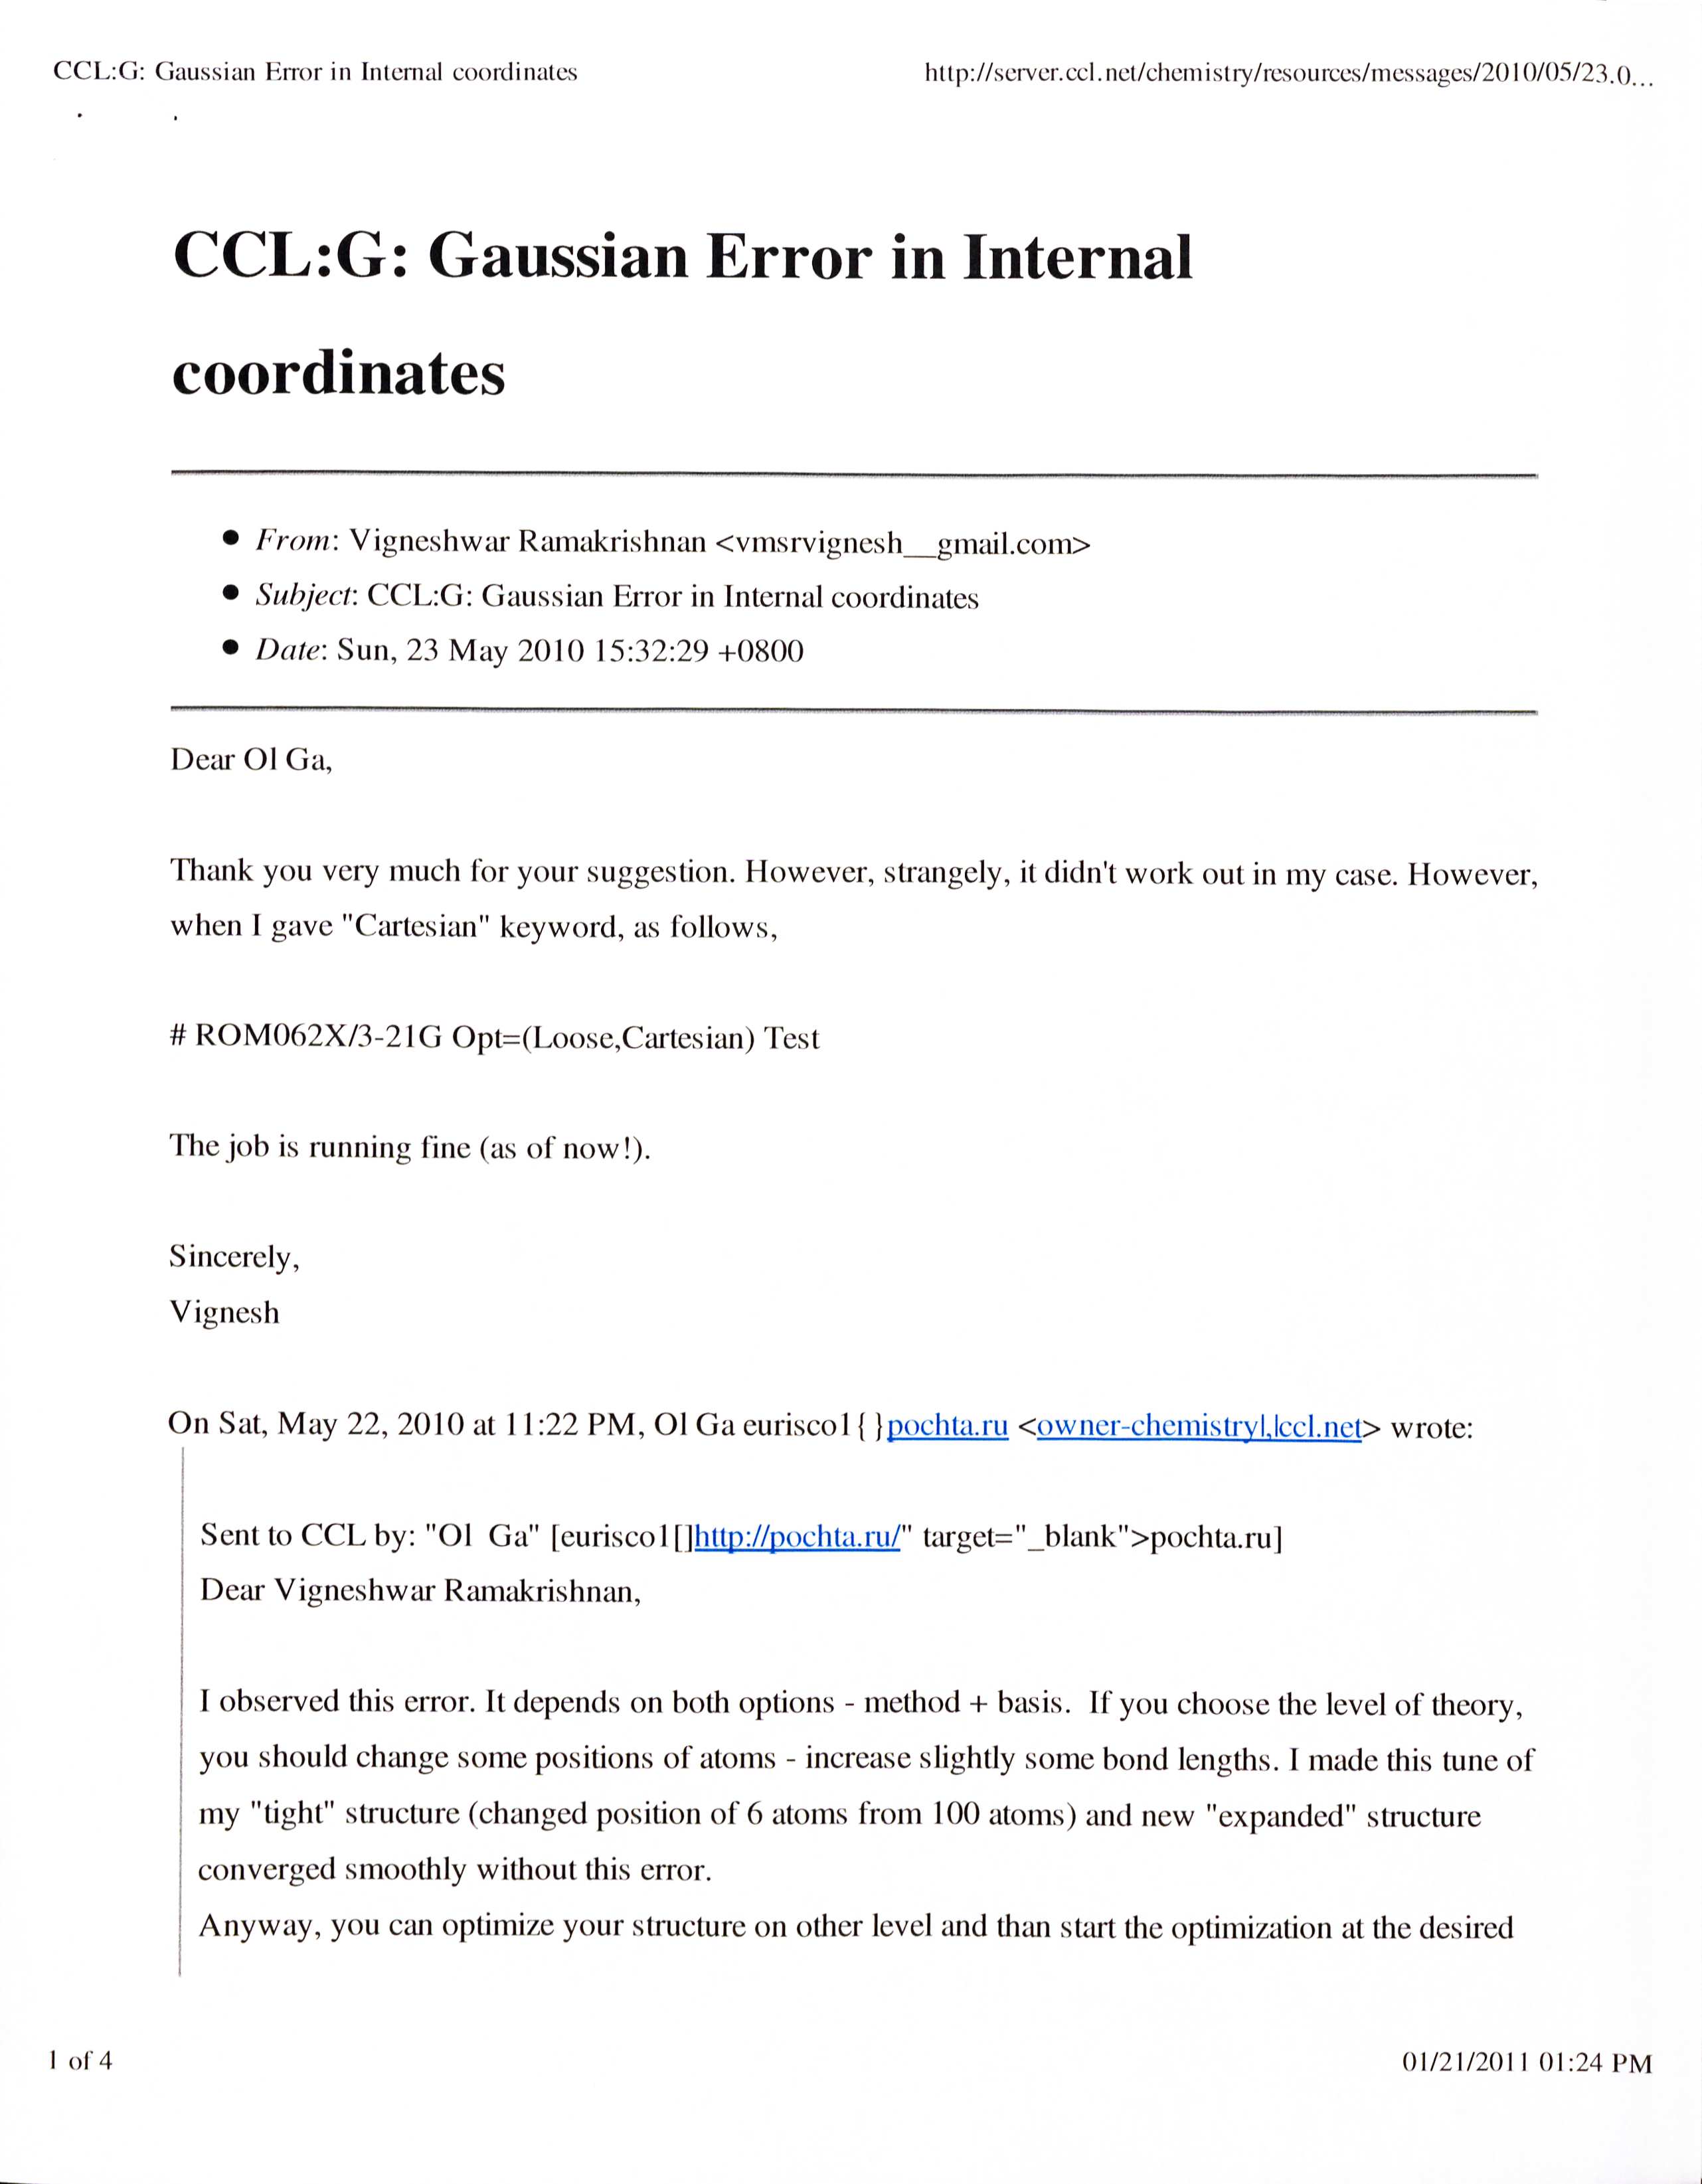 CCL:G: Gaussian Error in Internal coordinates
http://server.ccl.net/chemistry/resources/messages/2010/05/23.0...
CCL:G: Gaussian Error in Internal
coordinates
• From: Vigneshwar Ramakrishnan <vmsrvignesh__gmail.com>
• Subject: CCL:G: Gaussian Error in Internal coordinates
• Date: Sun, 23 May 2010 15:32:29 +0800
Dear Ol Ga,
Thank you very much for your suggestion. However, strangely, it didn't work out in my case. However,
when I gave "Cartesian" keyword, as follows,
# ROM062X/3-21G Opt=(Loose,Cartesian) Test
The job is running fine (as of now!).
Sincerely,
Vignesh
On Sat, May 22, 2010 at 11:22 PM, Ol Ga eurisco1{}pochta.ru <owner-chemistry|,|ccl.net> wrote:
Sent to CCL by: "Ol  Ga" [eurisco1[]http://pochta.ru/" target="_blank">pochta.ru]
Dear Vigneshwar Ramakrishnan,
I observed this error. It depends on both options - method + basis.  If you choose the level of theory,
you should change some positions of atoms - increase slightly some bond lengths. I made this tune of
my "tight" structure (changed position of 6 atoms from 100 atoms) and new "expanded" structure
converged smoothly without this error.
Anyway, you can optimize your structure on other level and than start the optimization at the desired
1 of 4
01/21/2011 01:24 PM